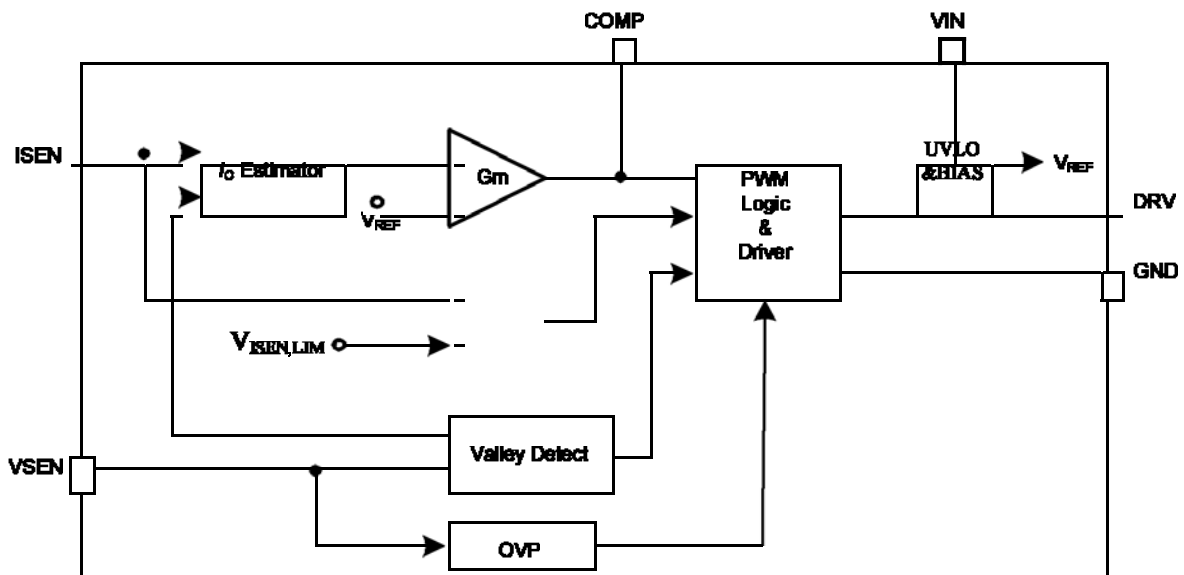 COMP
VIN
ISEN
IO Estimator
Gm
VREF
PWM
Logic
&
Driver
UVLO
&BIAS
VREF
DRV
GND
VISEN,LIM
VSEN
Valley Detect
OVP